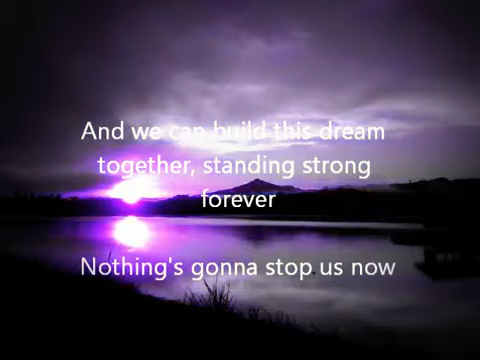 And we can build this dream
together, standing strong
forever
Nothing's gonna stop us now